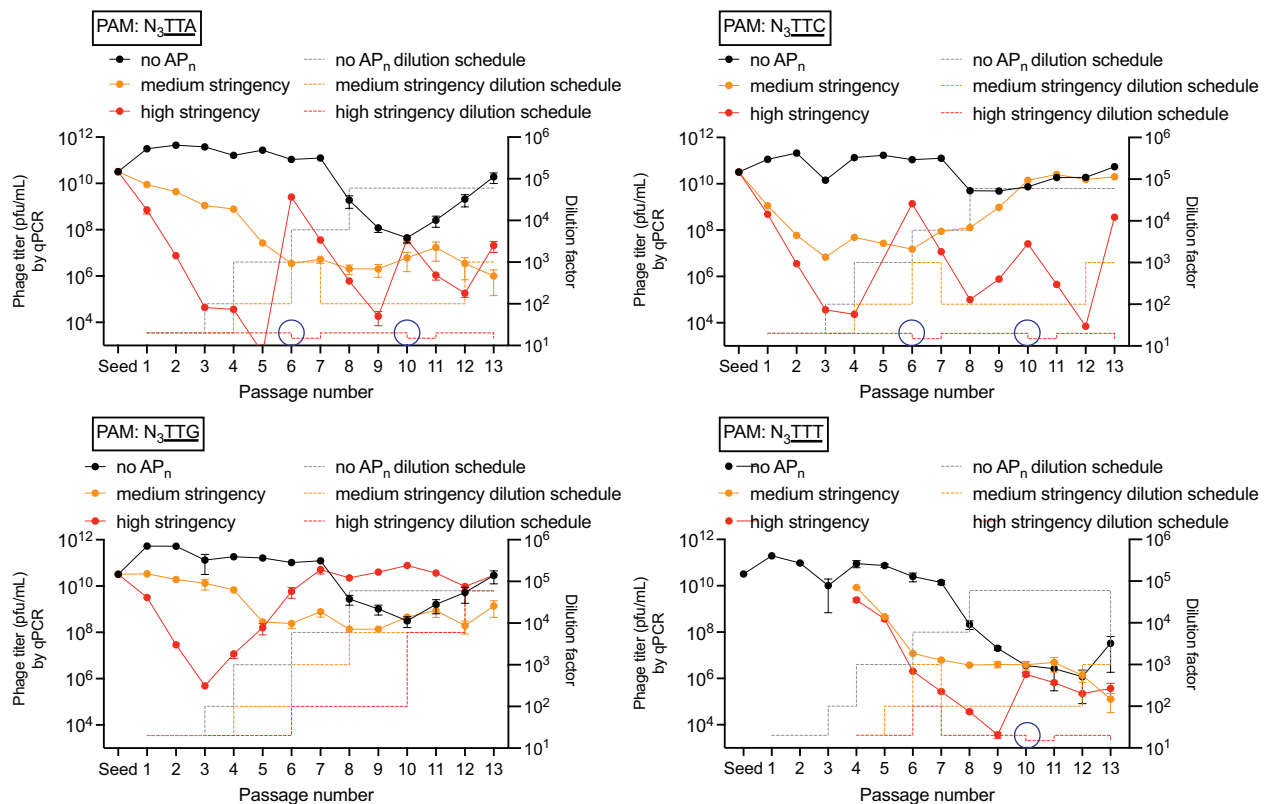 PAM: N₃TTA
no APₙ
no APₙ dilution schedule
medium stringency
medium stringency dilution schedule
high stringency
high stringency dilution schedule
Phage titer (pfu/mL)
by qPCR
10¹²
10¹⁰
10⁸
10⁶
10⁴
10⁶
10⁵
10⁴
10³
10²
10¹
Dilution factor
Seed 1 2 3 4 5 6 7 8 9 10 11 12 13
Passage number
PAM: N₃TTC
no APₙ
no APₙ dilution schedule
medium stringency
medium stringency dilution schedule
high stringency
high stringency dilution schedule
Phage titer (pfu/mL)
by qPCR
10¹²
10¹⁰
10⁸
10⁶
10⁴
10⁶
10⁵
10⁴
10³
10²
10¹
Dilution factor
Seed 1 2 3 4 5 6 7 8 9 10 11 12 13
Passage number
PAM: N₃TTG
no APₙ
no APₙ dilution schedule
medium stringency
medium stringency dilution schedule
high stringency
high stringency dilution schedule
Phage titer (pfu/mL)
by qPCR
10¹²
10¹⁰
10⁸
10⁶
10⁴
10⁶
10⁵
10⁴
10³
10²
10¹
Dilution factor
Seed 1 2 3 4 5 6 7 8 9 10 11 12 13
Passage number
PAM: N₃TTT
no APₙ
no APₙ dilution schedule
medium stringency
medium stringency dilution schedule
high stringency
high stringency dilution schedule
Phage titer (pfu/mL)
by qPCR
10¹²
10¹⁰
10⁸
10⁶
10⁴
10⁶
10⁵
10⁴
10³
10²
10¹
Dilution factor
Seed 1 2 3 4 5 6 7 8 9 10 11 12 13
Passage number